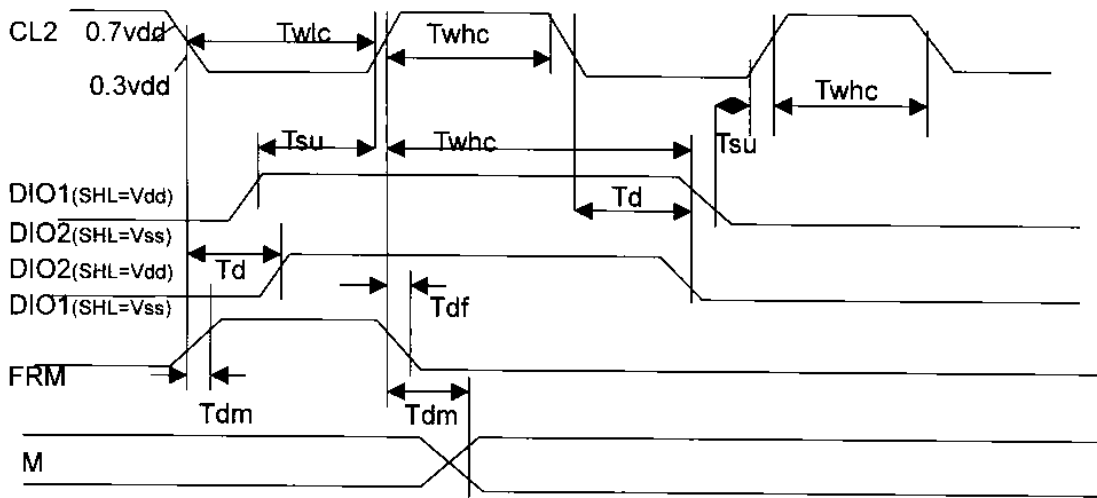 CL2 0.7vdd Twlc Twhc
0.3vdd Twhc
Tsu Twhc Tsu
DIO1(SHL=Vdd) Td
DIO2(SHL=Vss)
DIO2(SHL=Vdd) Td
DIO1(SHL=Vss) Tdf
FRM
Tdm Tdm
M